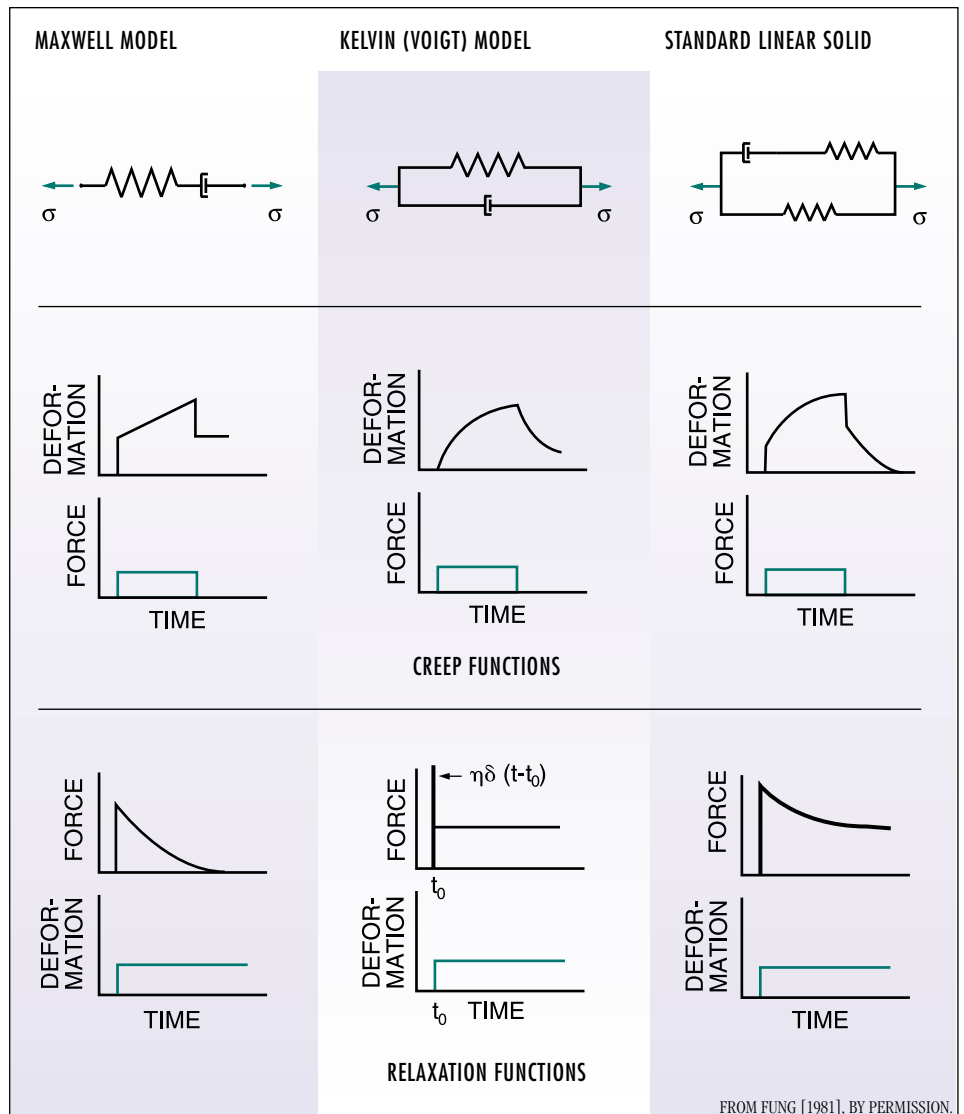 MAXWELL MODEL
KELVIN (VOIGT) MODEL
STANDARD LINEAR SOLID
σ
σ
σ
σ
σ
σ
DEFOR-
MATION
FORCE
TIME
DEFOR-
MATION
FORCE
TIME
DEFOR-
MATION
FORCE
TIME
CREEP FUNCTIONS
FORCE
DEFOR-
MATION
TIME
ηδ (t-t₀)
FORCE
t₀
DEFOR-
MATION
t₀
TIME
FORCE
DEFOR-
MATION
TIME
RELAXATION FUNCTIONS
FROM FUNG [1981], BY PERMISSION.